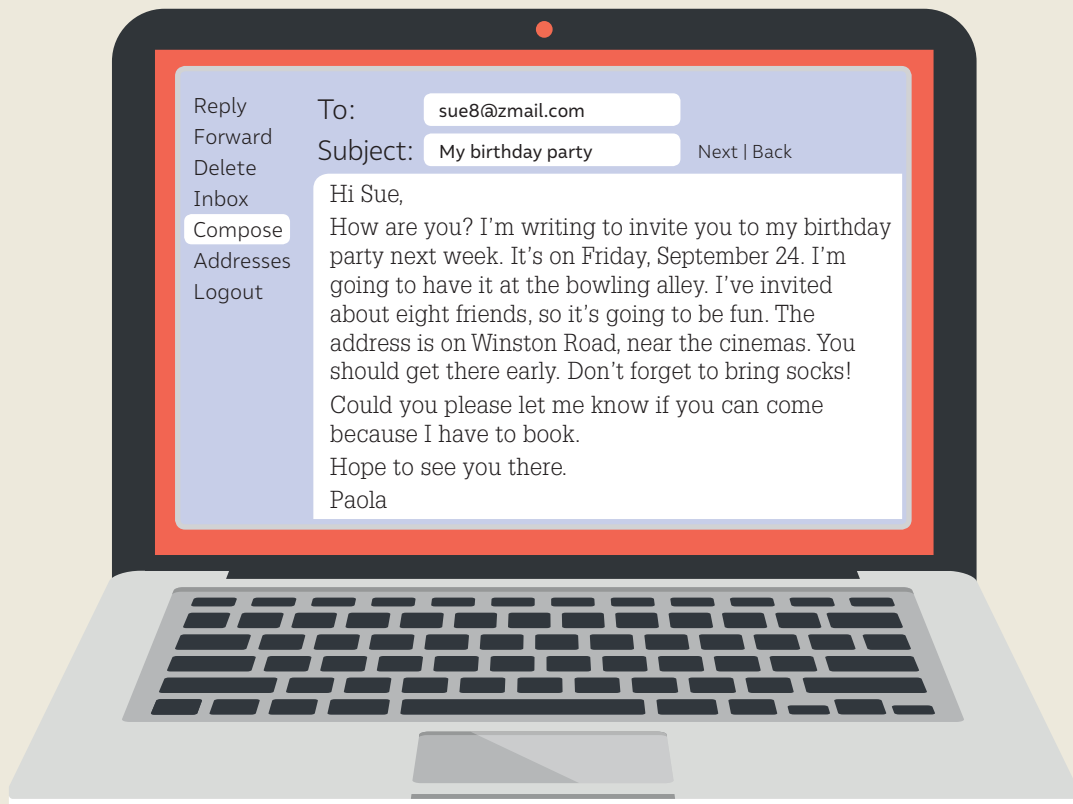 Reply
Forward
Delete
Inbox
Compose
Addresses
Logout
To: sue8@zmail.com
Subject: My birthday party Next | Back
Hi Sue,
How are you? I’m writing to invite you to my birthday
party next week. It’s on Friday, September 24. I’m
going to have it at the bowling alley. I’ve invited
about eight friends, so it’s going to be fun. The
address is on Winston Road, near the cinemas. You
should get there early. Don’t forget to bring socks!
Could you please let me know if you can come
because I have to book.
Hope to see you there.
Paola